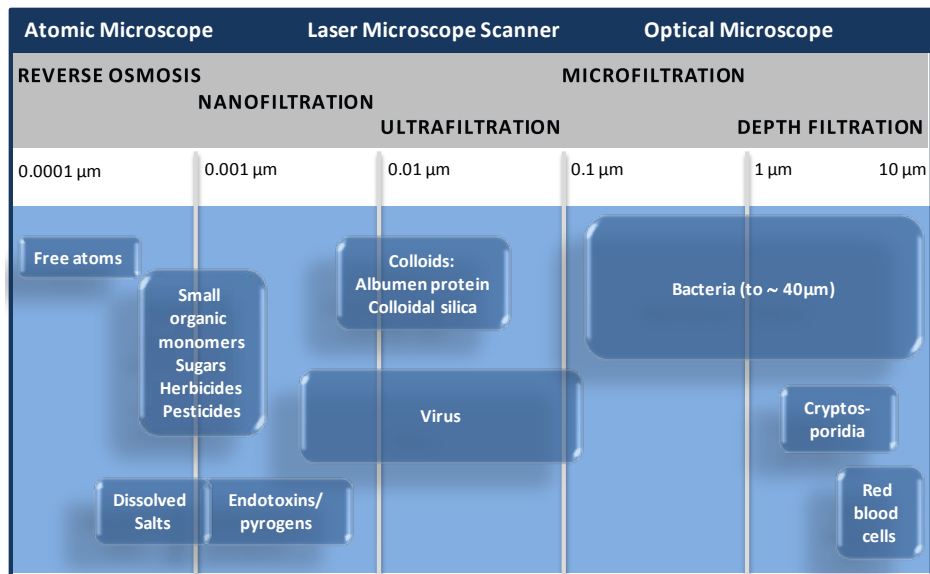 Atomic Microscope Laser Microscope Scanner Optical Microscope
REVERSE OSMOSIS MICROFILTRATION
NANOFILTRATION
ULTRAFILTRATION DEPTH FILTRATION
0.0001 µm 0.001 µm 0.01 µm 0.1 µm 1 µm 10 µm
Free atoms
Small
organic
monomers
Sugars
Herbicides
Pesticides
Colloids:
Albumen protein
Colloidal silica
Bacteria (to ~ 40µm)
Virus
Cryptos-
poridia
Dissolved
Salts
Endotoxins/
pyrogens
Red
blood
cells